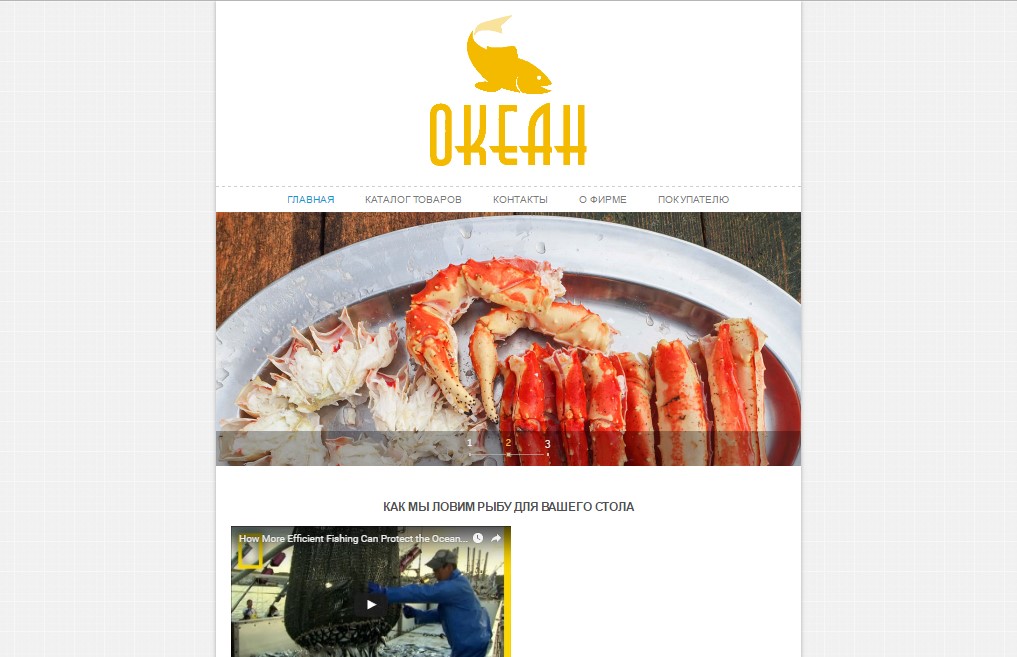 ОКЕАН
ГЛАВНАЯ КАТАЛОГ ТОВАРОВ КОНТАКТЫ О ФИРМЕ ПОКУПАТЕЛЮ
1 2 3
КАК МЫ ЛОВИМ РЫБУ ДЛЯ ВАШЕГО СТОЛА
How More Efficient Fishing Can Protect the Ocean...